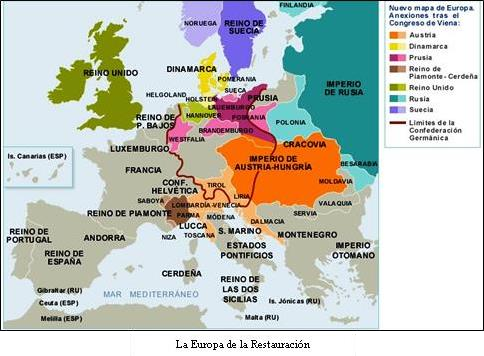 NORUEGA
REINO DE
SUECIA
FINLANDIA
Nuevo mapa de Europa.
Anexiones tras el
Congreso de Viena:
Austria
Dinamarca
Prusia
Reino de
Piamonte - Cerdeña
Reino Unido
Rusia
Suecia
Límites de la
Confederación
Germánica
REINO UNIDO
DINAMARCA
POMERANIA
SUECA
HELGOLAND
HOLSTEIN
LAUEMBURGO
PRUSIA
IMPERIO
DE RUSIA
REINO DE
P. BAJOS
HANNOVER
POSNANIA
BRANDEMBURGO
POLONIA
WESTFALIA
LUXEMBURGO
CRACOVIA
Is. Canarias (ESP)
FRANCIA
IMPERIO DE
AUSTRIA-HUNGRÍA
BESARABIA
CONF.
HELVÉTICA
TIROL
MOLDAVIA
SABOYA
LOMBARDÍA-VENECIA
LIRIA
VALAQUIA
REINO DE PIAMONTE
PARMA
MÓDENA
SERVIA
DALMACIA
REINO DE
PORTUGAL
ANDORRA
LUCCA
S. MARINO
MONTENEGRO
NIZA
TOSCANA
REINO DE
ESPAÑA
ESTADOS
PONTIFICIOS
IMPERIO
OTOMANO
CERDEÑA
REINO DE
LAS DOS
SICILIAS
Gibraltar (RU)
Ceuta (ESP)
Melilla (ESP)
MAR MEDITERRÁNEO
Is. Jónicas (RU)
Malta (RU)
La Europa de la Restauración